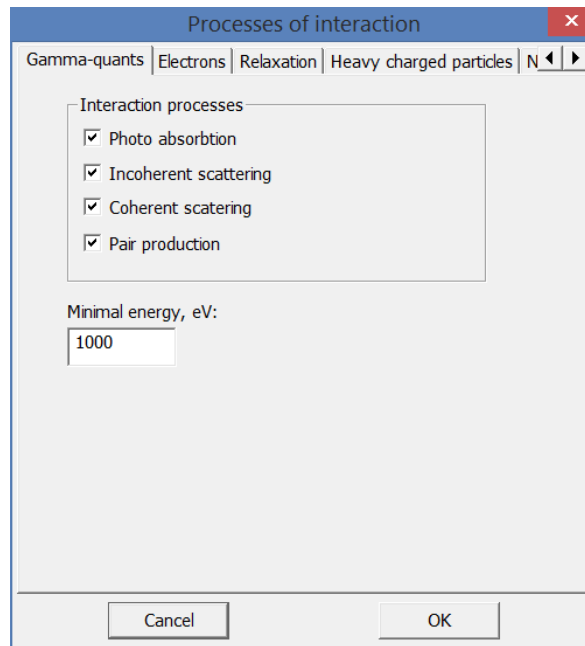 Processes of interaction
Gamma-quants Electrons Relaxation Heavy charged particles N
Interaction processes
Photo absorbtion
Incoherent scattering
Coherent scatering
Pair production
Minimal energy, eV:
1000
Cancel OK